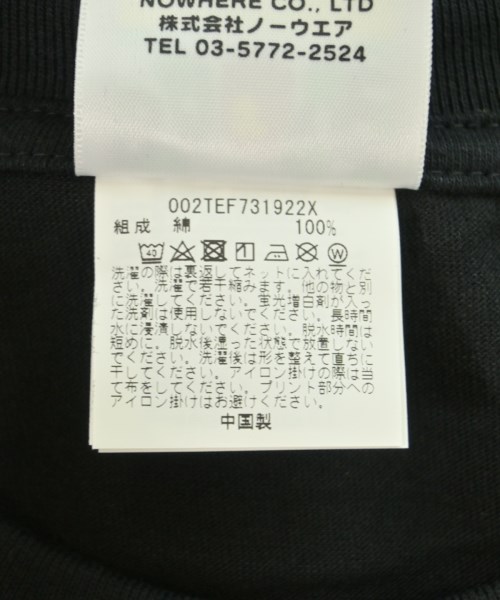 NOWHERE CO., LTD
株式会社ノーウエア
TEL 03-5772-2524
002TEF731922X
組成 綿 100%
40 W
洗濯の際は裏返してネットに入れてくだ
さい。洗濯で若干縮みます。他の物と別
に洗濯してください。蛍光増白剤が入っ
た洗剤は使用しないでください。長時間
水に浸漬しないでください。脱水時間は
短めに。脱水後湿った状態で放置しない
でください。洗濯後は形を整えて直ちに
干してください。アイロン掛けの際は当
て布をしてください。プリント部分への
アイロン掛けはお避けください。
中国製